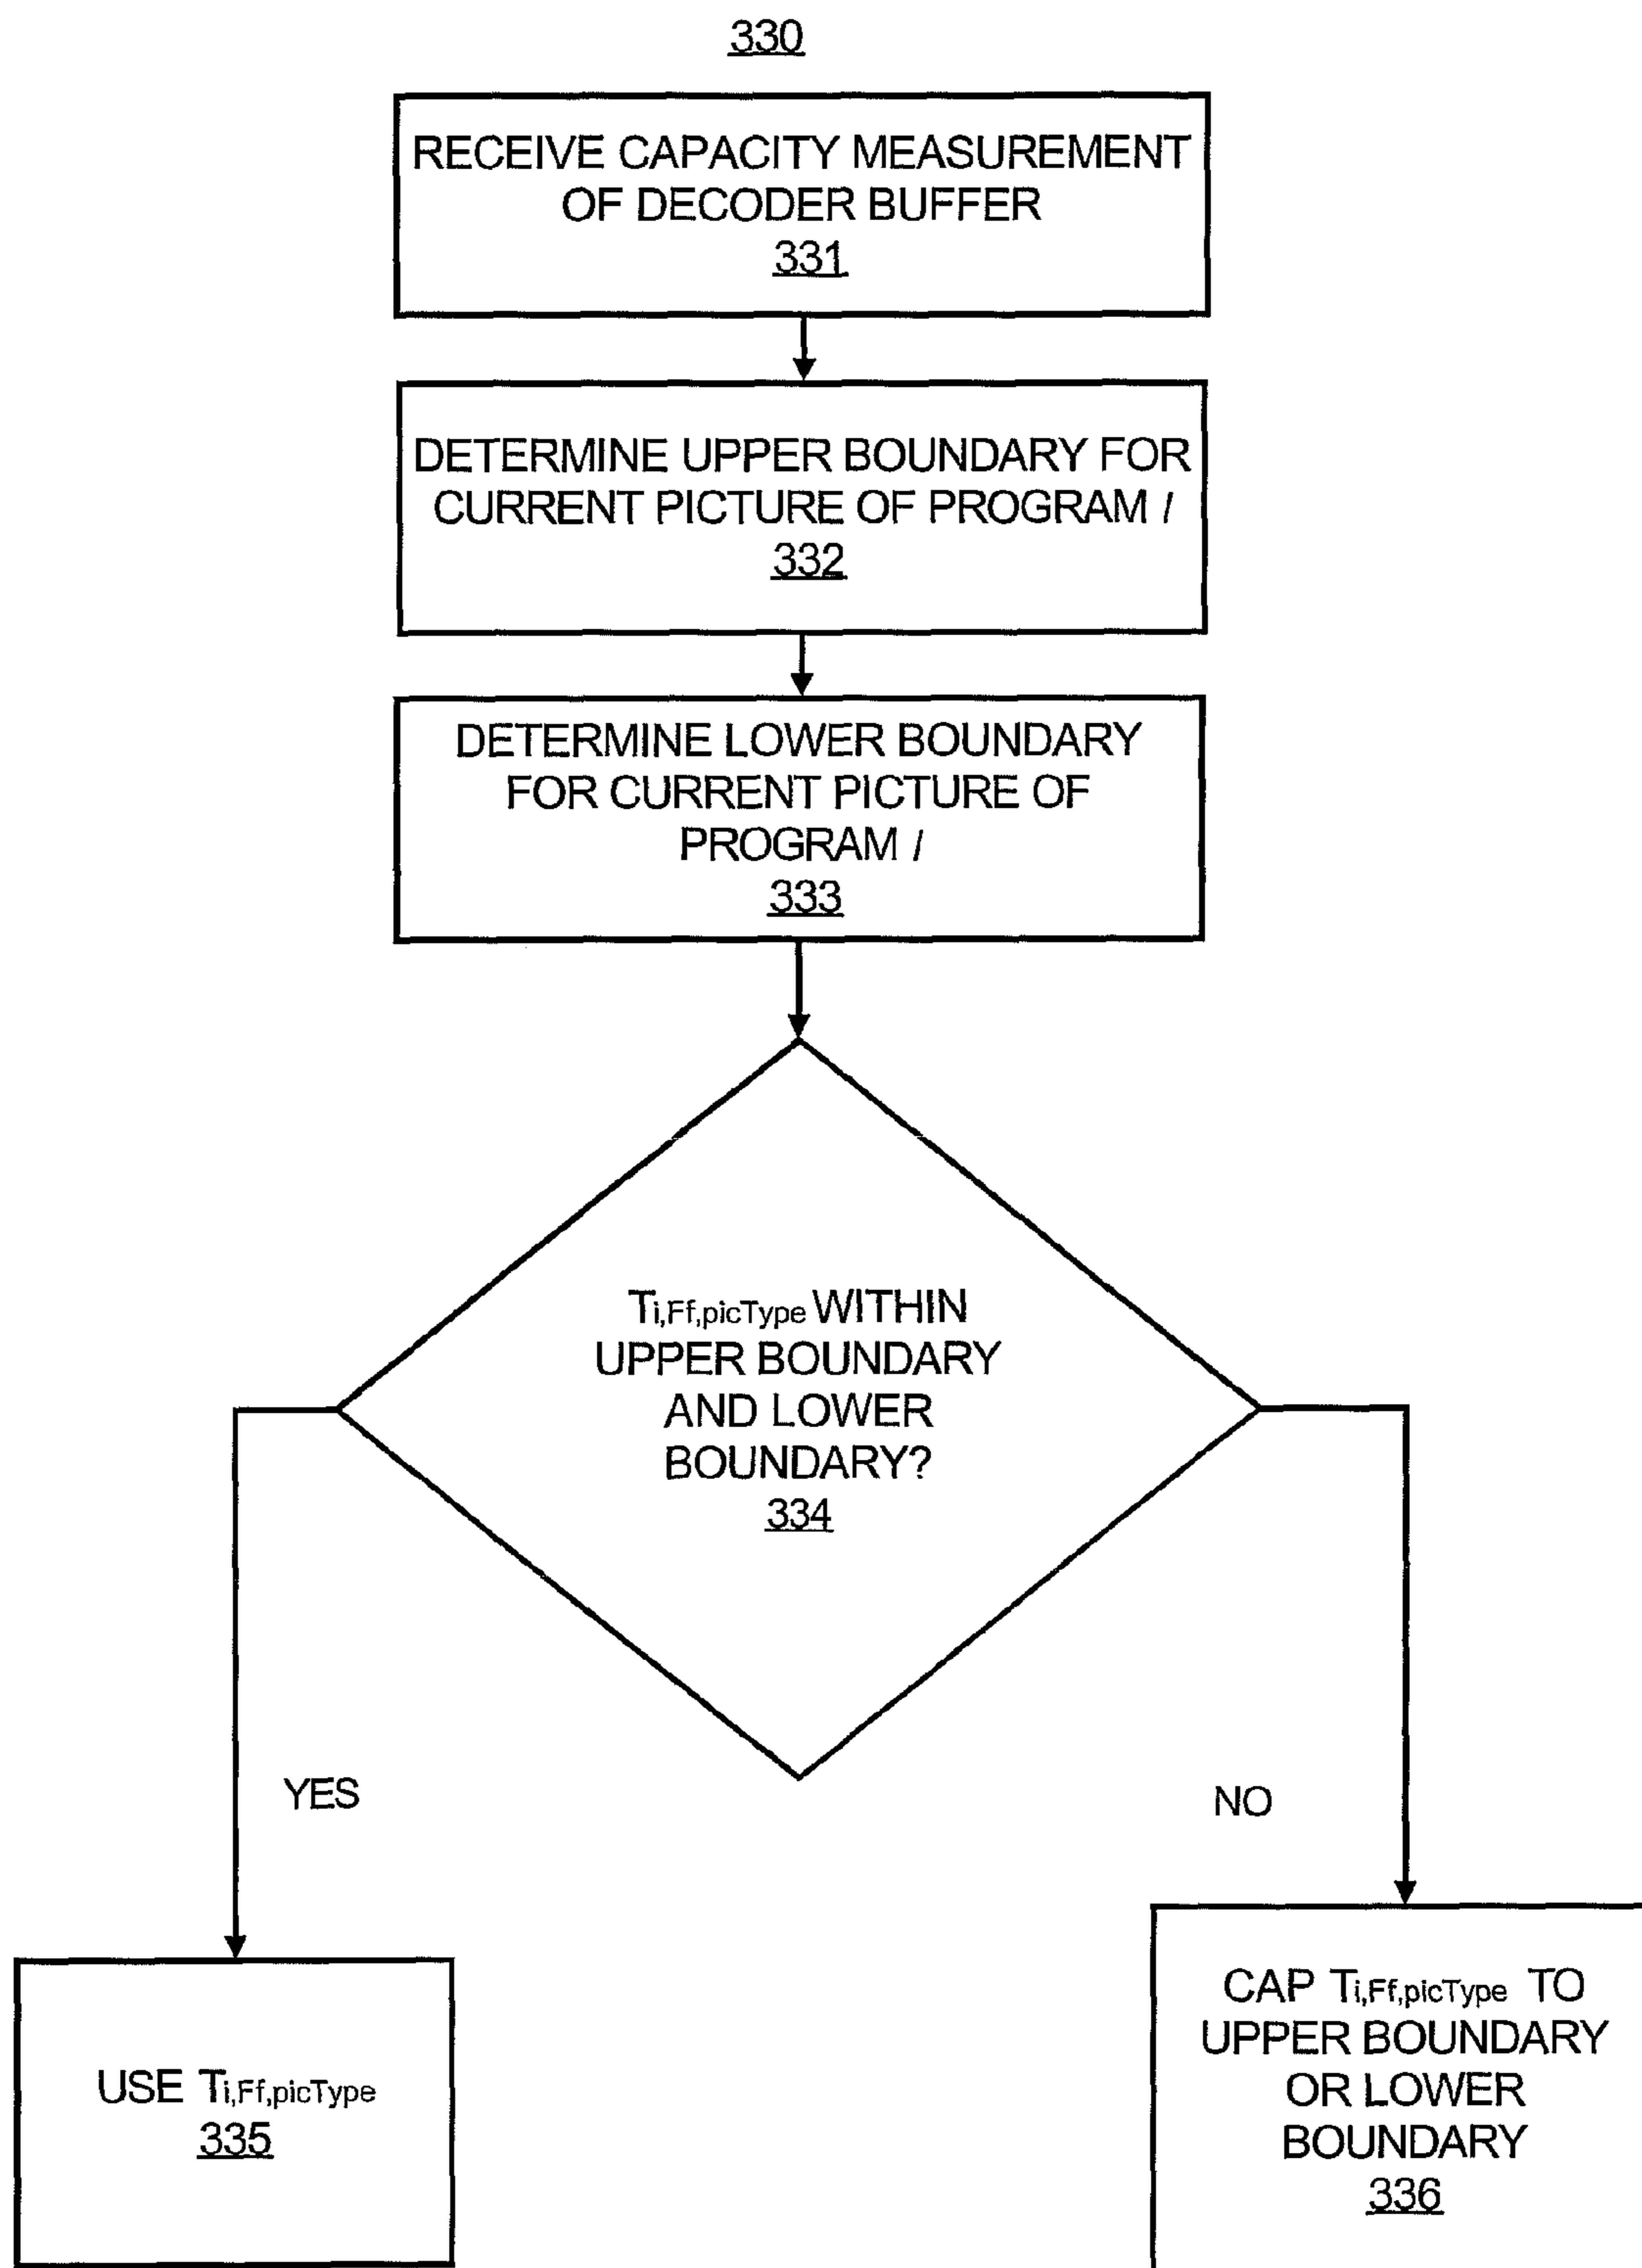 330
RECEIVE CAPACITY MEASUREMENT
OF DECODER BUFFER
331
DETERMINE UPPER BOUNDARY FOR
CURRENT PICTURE OF PROGRAM I
332
DETERMINE LOWER BOUNDARY
FOR CURRENT PICTURE OF
PROGRAM I
333
Ti,Ff,picType WITHIN
UPPER BOUNDARY
AND LOWER
BOUNDARY?
334
YES
NO
USE Ti,Ff,picType
335
CAP Ti,Ff,picType TO
UPPER BOUNDARY
OR LOWER
BOUNDARY
336